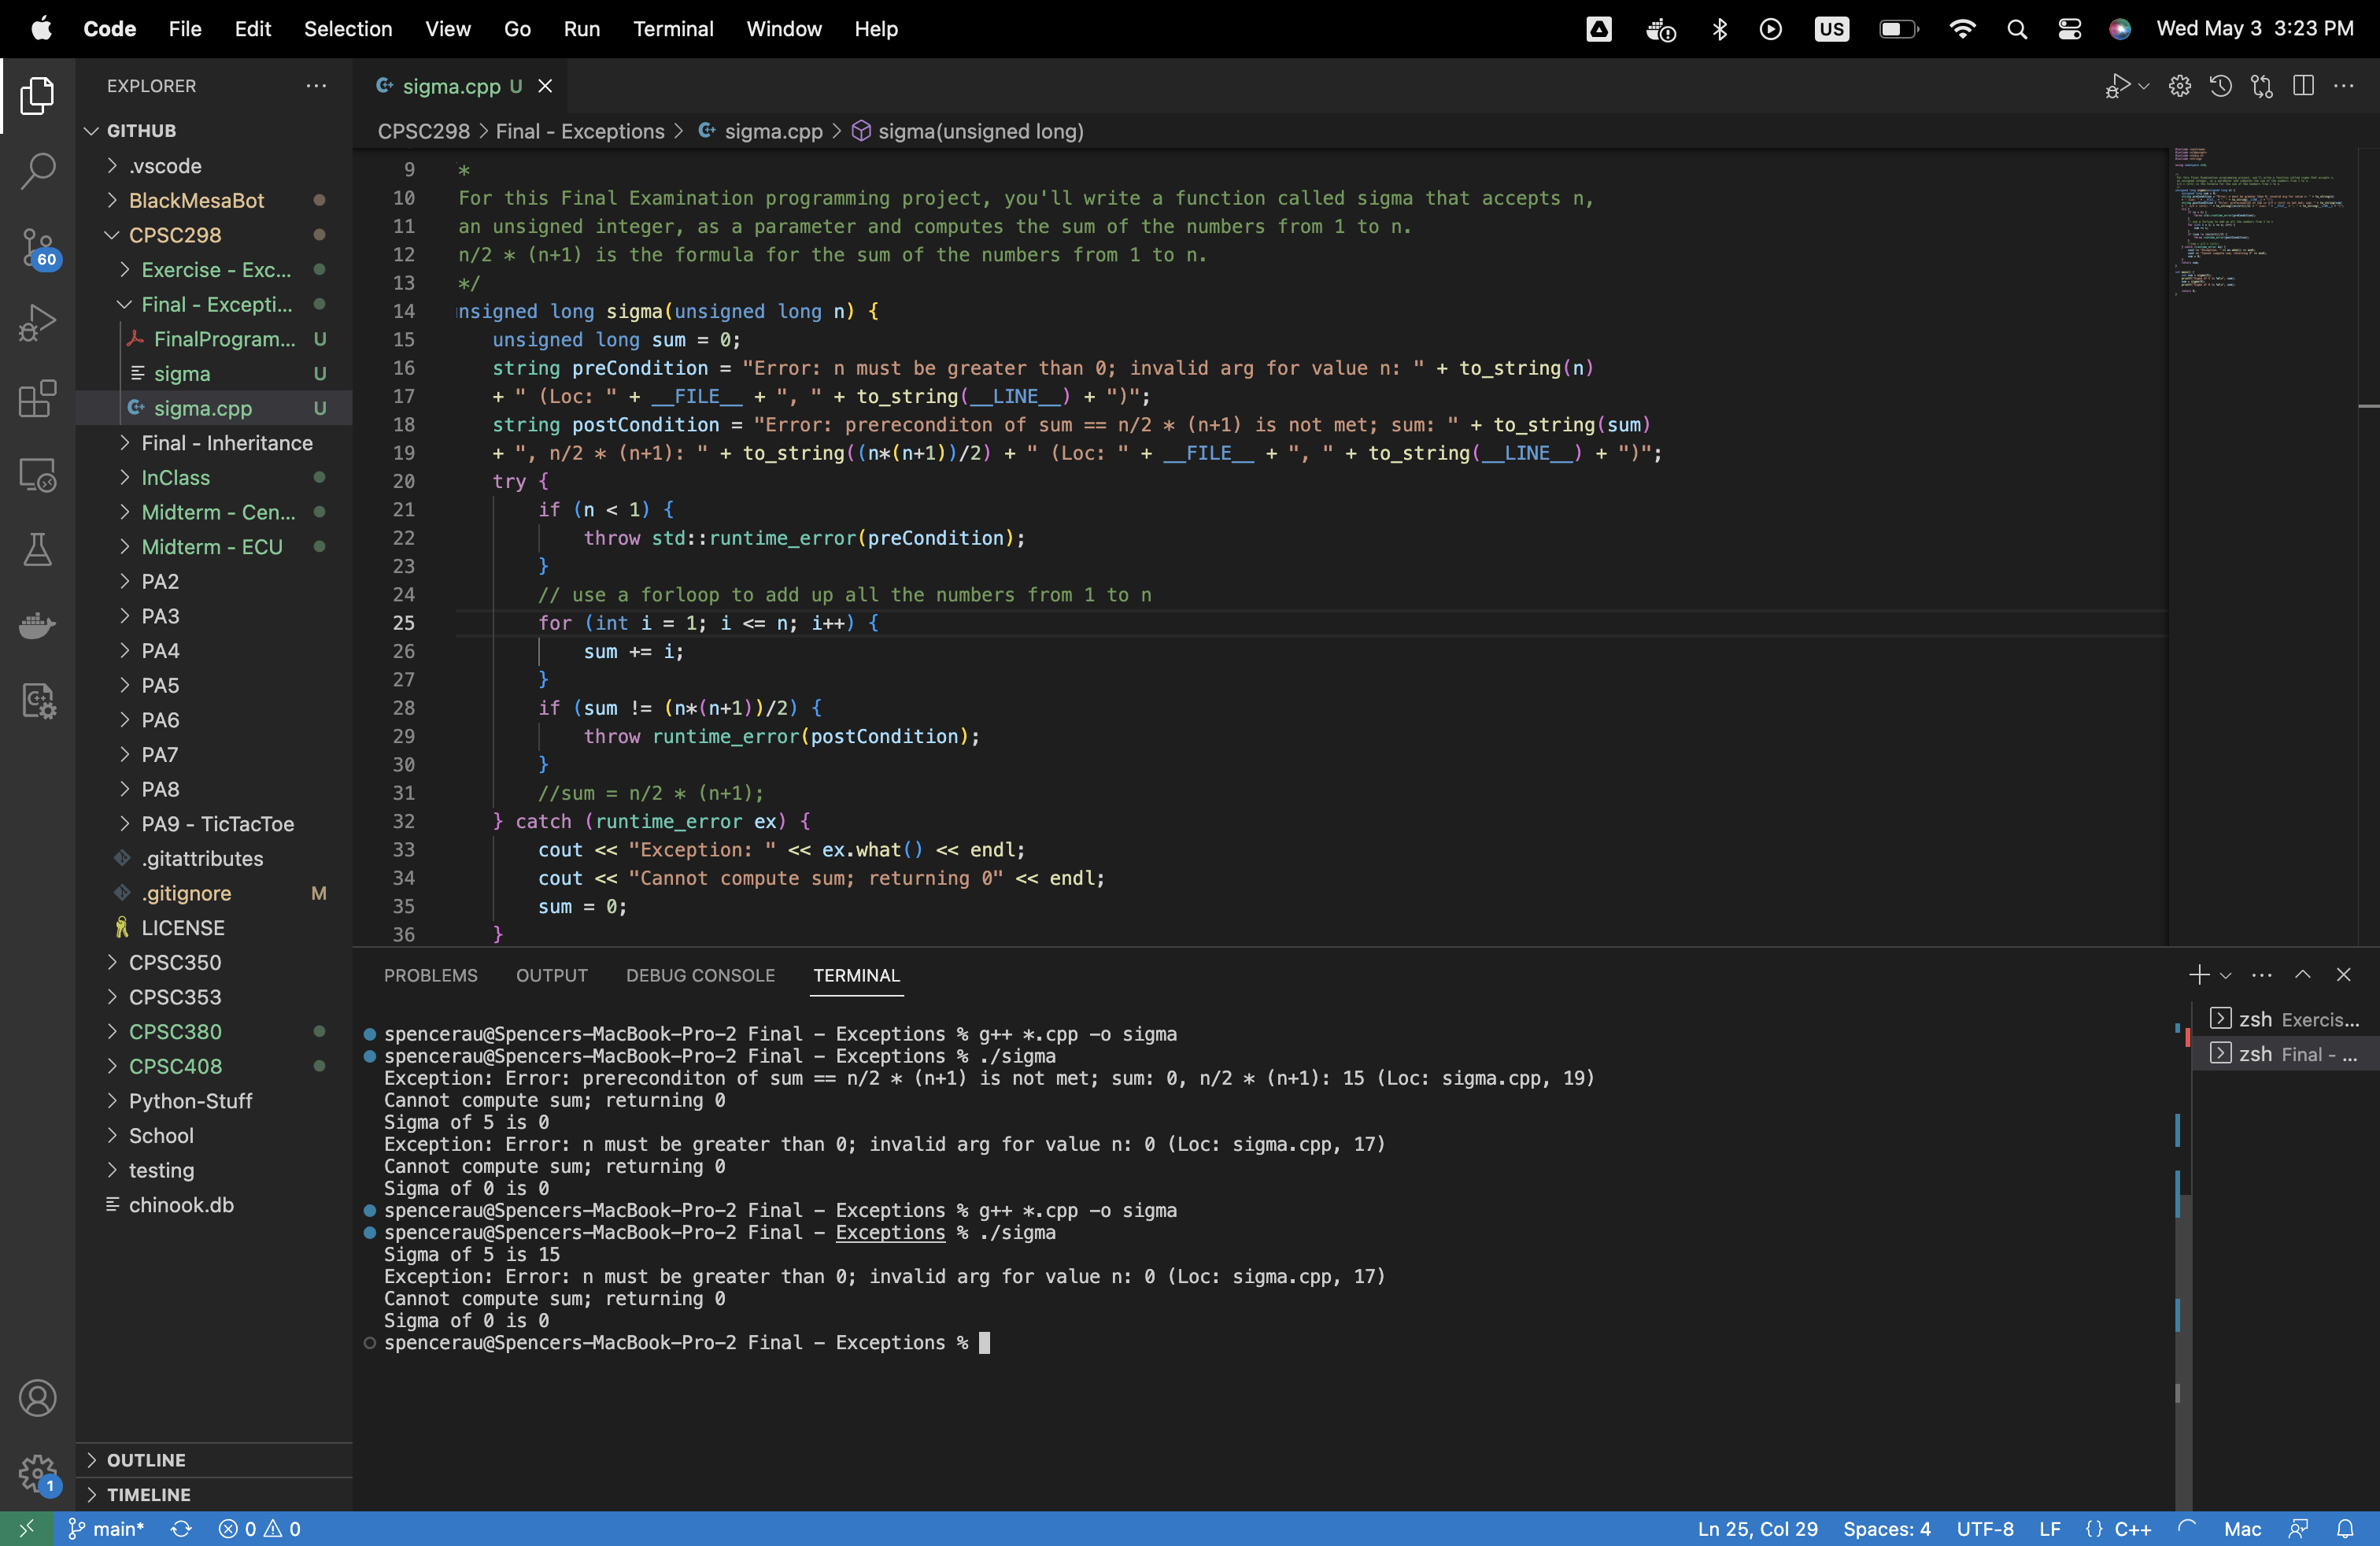 Code File Edit Selection View Go Run Terminal Window Help US Wed May 3 3:23 PM
EXPLORER
GITHUB
.vscode
BlackMesaBot
CPSC298
Exercise - Exc...
Final - Excepti...
FinalProgram... U
sigma U
sigma.cpp U
Final - Inheritance
InClass
Midterm - Cen...
Midterm - ECU
PA2
PA3
PA4
PA5
PA6
PA7
PA8
PA9 - TicTacToe
.gitattributes
.gitignore M
LICENSE
CPSC350
CPSC353
CPSC380
CPSC408
Python-Stuff
School
testing
chinook.db
OUTLINE
TIMELINE
60
1
sigma.cpp U
CPSC298 > Final - Exceptions > sigma.cpp > sigma(unsigned long)
9 *
10 For this Final Examination programming project, you'll write a function called sigma that accepts n,
11 an unsigned integer, as a parameter and computes the sum of the numbers from 1 to n.
12 n/2 * (n+1) is the formula for the sum of the numbers from 1 to n.
13 */
14 nsigned long sigma(unsigned long n) {
15 unsigned long sum = 0;
16 string preCondition = "Error: n must be greater than 0; invalid arg for value n: " + to_string(n)
17 + " (Loc: " + __FILE__ + ", " + to_string(__LINE__) + ")";
18 string postCondition = "Error: prereconditon of sum == n/2 * (n+1) is not met; sum: " + to_string(sum)
19 + ", n/2 * (n+1): " + to_string((n*(n+1))/2) + " (Loc: " + __FILE__ + ", " + to_string(__LINE__) + ")";
20 try {
21 if (n < 1) {
22 throw std::runtime_error(preCondition);
23 }
24 // use a forloop to add up all the numbers from 1 to n
25 for (int i = 1; i <= n; i++) {
26 sum += i;
27 }
28 if (sum != (n*(n+1))/2) {
29 throw runtime_error(postCondition);
30 }
31 //sum = n/2 * (n+1);
32 } catch (runtime_error ex) {
33 cout << "Exception: " << ex.what() << endl;
34 cout << "Cannot compute sum; returning 0" << endl;
35 sum = 0;
36 }
PROBLEMS OUTPUT DEBUG CONSOLE TERMINAL
spencerau@Spencers-MacBook-Pro-2 Final - Exceptions % g++ *.cpp -o sigma
spencerau@Spencers-MacBook-Pro-2 Final - Exceptions % ./sigma
Exception: Error: prereconditon of sum == n/2 * (n+1) is not met; sum: 0, n/2 * (n+1): 15 (Loc: sigma.cpp, 19)
Cannot compute sum; returning 0
Sigma of 5 is 0
Exception: Error: n must be greater than 0; invalid arg for value n: 0 (Loc: sigma.cpp, 17)
Cannot compute sum; returning 0
Sigma of 0 is 0
spencerau@Spencers-MacBook-Pro-2 Final - Exceptions % g++ *.cpp -o sigma
spencerau@Spencers-MacBook-Pro-2 Final - Exceptions % ./sigma
Sigma of 5 is 15
Exception: Error: n must be greater than 0; invalid arg for value n: 0 (Loc: sigma.cpp, 17)
Cannot compute sum; returning 0
Sigma of 0 is 0
spencerau@Spencers-MacBook-Pro-2 Final - Exceptions %
zsh Exercis...
zsh Final - ...
main* 0 0 Ln 25, Col 29 Spaces: 4 UTF-8 LF {} C++ Mac